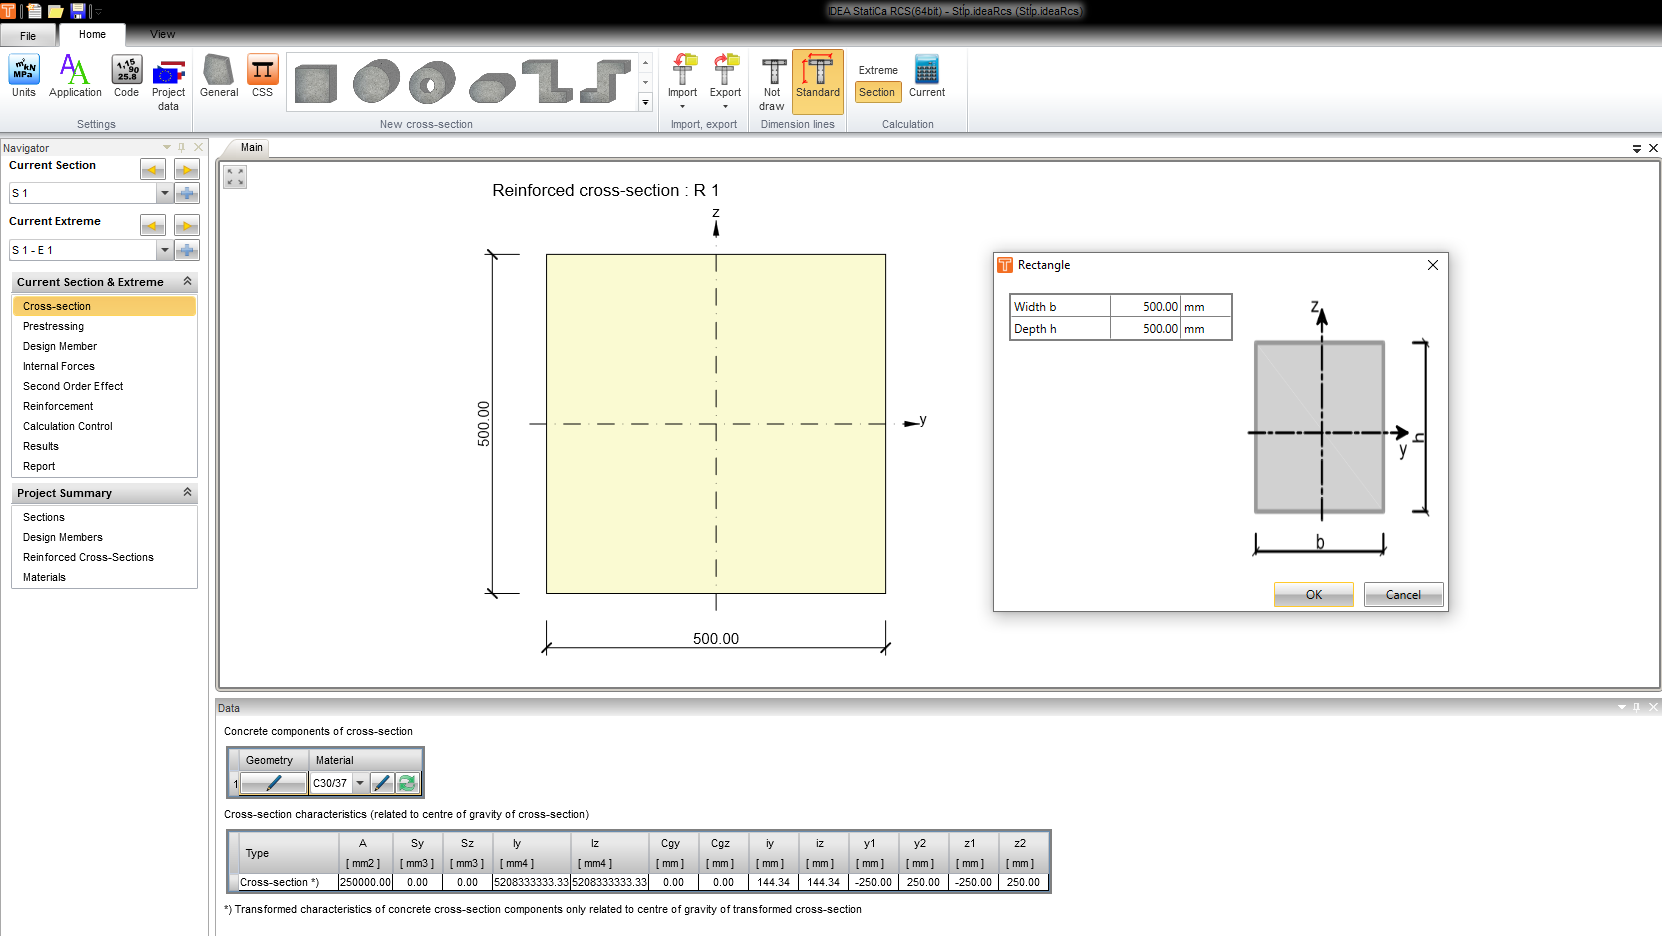 IDEA StatiCa RCS(64bit) - Stĺp.ideaRcs (Stĺp.ideaRcs)
File Home View
Units Application Code Project data General CSS Import Export Not draw Standard Extreme Section Current
Settings New cross-section Import, export Dimension lines Calculation
Navigator
Current Section
S 1
Current Extreme
S 1 - E 1
Current Section & Extreme
Cross-section
Prestressing
Design Member
Internal Forces
Second Order Effect
Reinforcement
Calculation Control
Results
Report
Project Summary
Sections
Design Members
Reinforced Cross-Sections
Materials
Main
Reinforced cross-section : R 1
z
y
500.00
500.00
Rectangle
Width b 500.00 mm
Depth h 500.00 mm
z
y
h
b
OK Cancel
Data
Concrete components of cross-section
Geometry Material
1 C30/37
Cross-section characteristics (related to centre of gravity of cross-section)
Type A Sy Sz Iy Iz Cgy Cgz iy iz y1 y2 z1 z2
[ mm2 ] [ mm3 ] [ mm3 ] [ mm4 ] [ mm4 ] [ mm ] [ mm ] [ mm ] [ mm ] [ mm ] [ mm ] [ mm ] [ mm ]
Cross-section *) 250000.00 0.00 0.00 5208333333.33 5208333333.33 0.00 0.00 144.34 144.34 -250.00 250.00 -250.00 250.00
*) Transformed characteristics of concrete cross-section components only related to centre of gravity of transformed cross-section